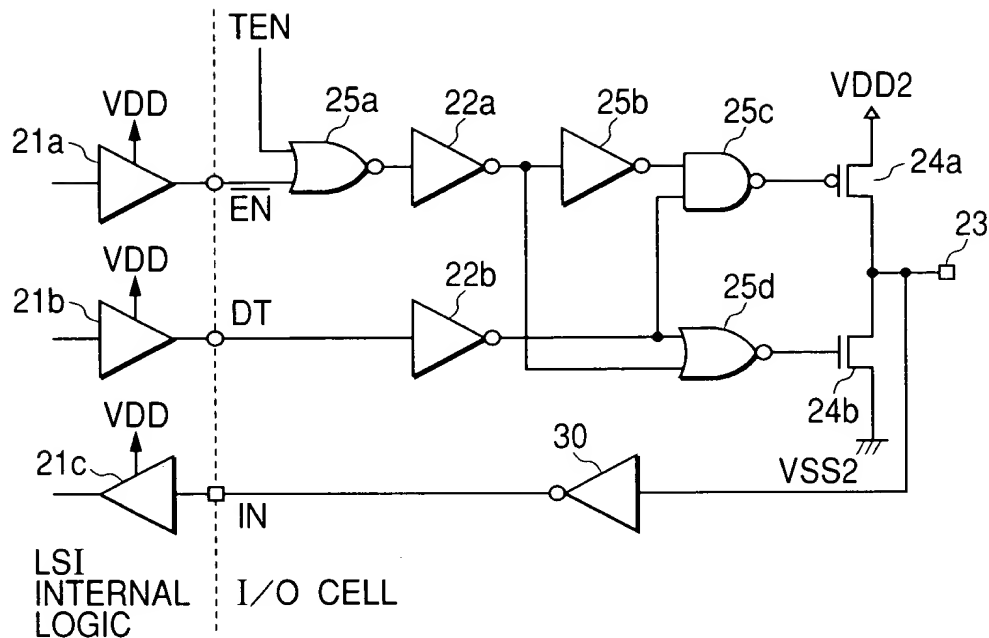 TEN
21a
VDD
EN
25a
22a
25b
25c
VDD2
24a
23
21b
VDD
DT
22b
25d
24b
VSS2
21c
VDD
IN
30
LSI
INTERNAL
LOGIC
I/O CELL